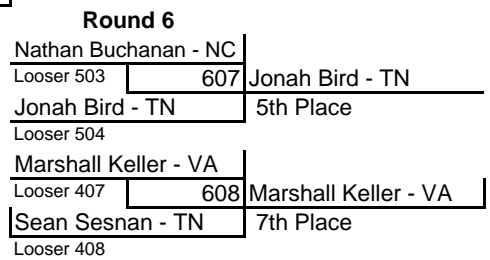 Round 6
Nathan Buchanan - NC
Looser 503
607 Jonah Bird - TN
Jonah Bird - TN
5th Place
Looser 504
Marshall Keller - VA
Looser 407
608 Marshall Keller - VA
Sean Sesnan - TN
7th Place
Looser 408